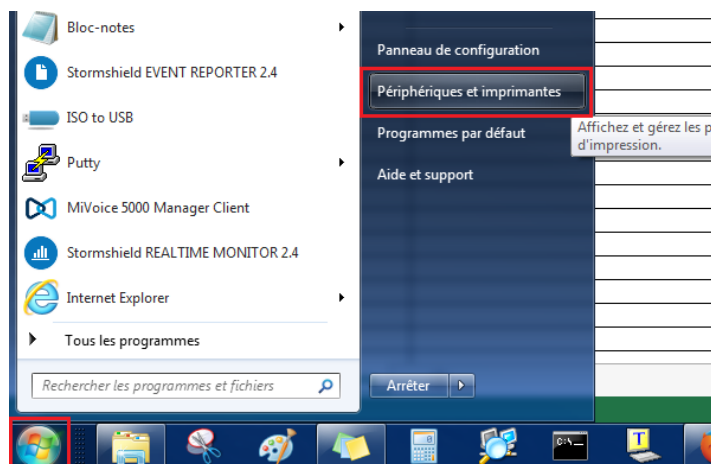 Bloc-notes
Stormshield EVENT REPORTER 2.4
ISO to USB
Putty
MiVoice 5000 Manager Client
Stormshield REALTIME MONITOR 2.4
Internet Explorer
Tous les programmes
Rechercher les programmes et fichiers
Panneau de configuration
Périphériques et imprimantes
Programmes par défaut
Aide et support
Arrêter
Affichez et gérez les p
d'impression.
C:\_
T